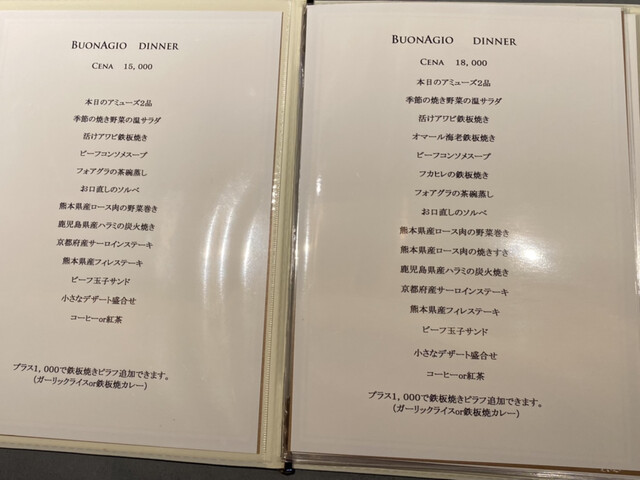 BUONAGIO DINNER
CENA 15,000
本日のアミューズ2品
季節の焼き野菜の温サラダ
活けアワビ鉄板焼き
ビーフコンソメスープ
フォアグラの茶碗蒸し
お口直しのソルベ
熊本県産ロース肉の野菜巻き
鹿児島県産ハラミの炭火焼き
京都府産サーロインステーキ
熊本県産フィレステーキ
ビーフ玉子サンド
小さなデザート盛合せ
コーヒーor紅茶
プラス1,000で鉄板焼きピラフ追加できます。
(ガーリックライスor鉄板焼カレー)
BUONAGIO DINNER
CENA 18,000
本日のアミューズ2品
季節の焼き野菜の温サラダ
活けアワビ鉄板焼き
オマール海老鉄板焼き
ビーフコンソメスープ
フカヒレの鉄板焼き
フォアグラの茶碗蒸し
お口直しのソルベ
熊本県産ロース肉の野菜巻き
熊本県産ロース肉の焼きすき
鹿児島県産ハラミの炭火焼き
京都府産サーロインステーキ
熊本県産フィレステーキ
ビーフ玉子サンド
小さなデザート盛合せ
コーヒーor紅茶
プラス1,000で鉄板焼きピラフ追加できます。
(ガーリックライスor鉄板焼カレー)